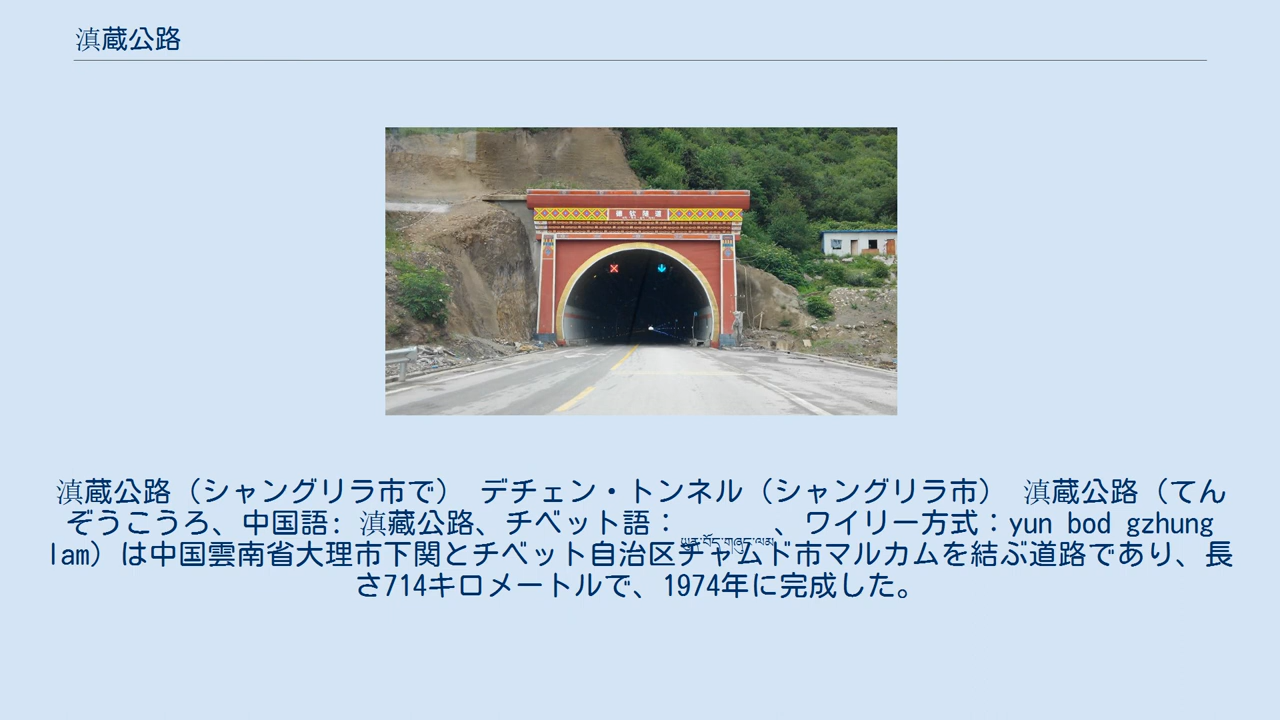 滇蔵公路
隧道
滇蔵公路（シャングリラ市で） デチェン・トンネル（シャングリラ市） 滇蔵公路（てん
ぞうこうろ、中国語: 滇藏公路、チベット語：ཡུན་བོད་གཞུང་ལམ、ワイリー方式：yun bod gzhung
lam）は中国雲南省大理市下関とチベット自治区チャムド市マルカムを結ぶ道路であり、長
さ714キロメートルで、1974年に完成した。